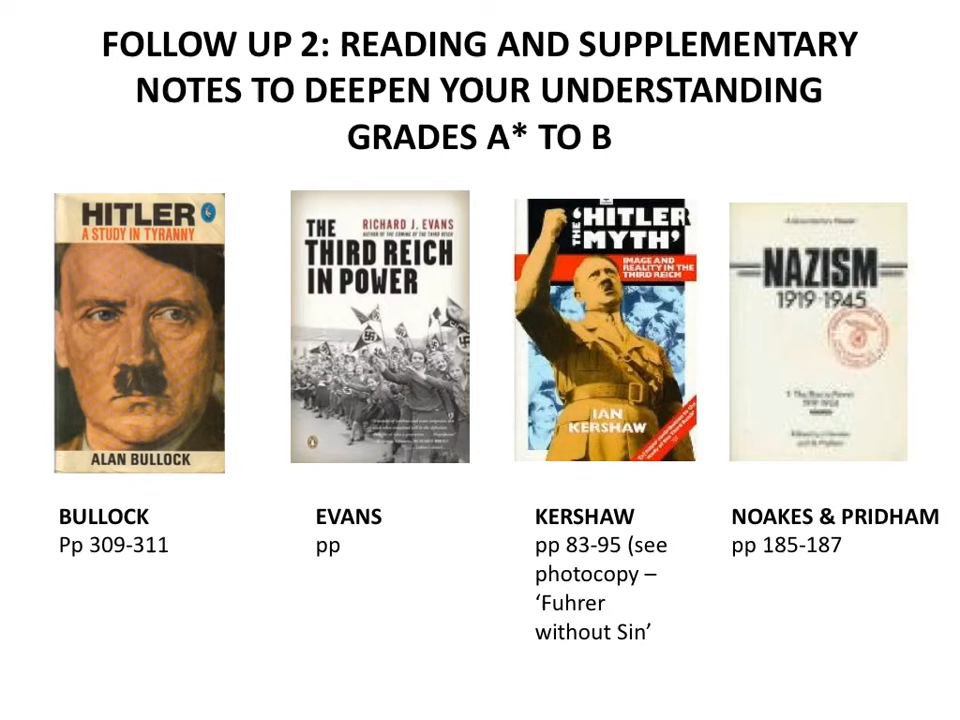 FOLLOW UP 2: READING AND SUPPLEMENTARY
NOTES TO DEEPEN YOUR UNDERSTANDING
GRADES A* TO B
HITLER
A STUDY IN TYRANNY
ALAN BULLOCK
RICHARD J. EVANS
AUTHOR OF THE COMING OF THE THIRD REICH
THE
THIRD REICH
IN POWER
THE
'HITLER
MYTH'
IMAGE AND
REALITY IN THE
THIRD REICH
IAN
KERSHAW
NAZISM
1919-1945
BULLOCK
Pp 309-311
EVANS
pp
KERSHAW
pp 83-95 (see
photocopy –
‘Fuhrer
without Sin’
NOAKES & PRIDHAM
pp 185-187